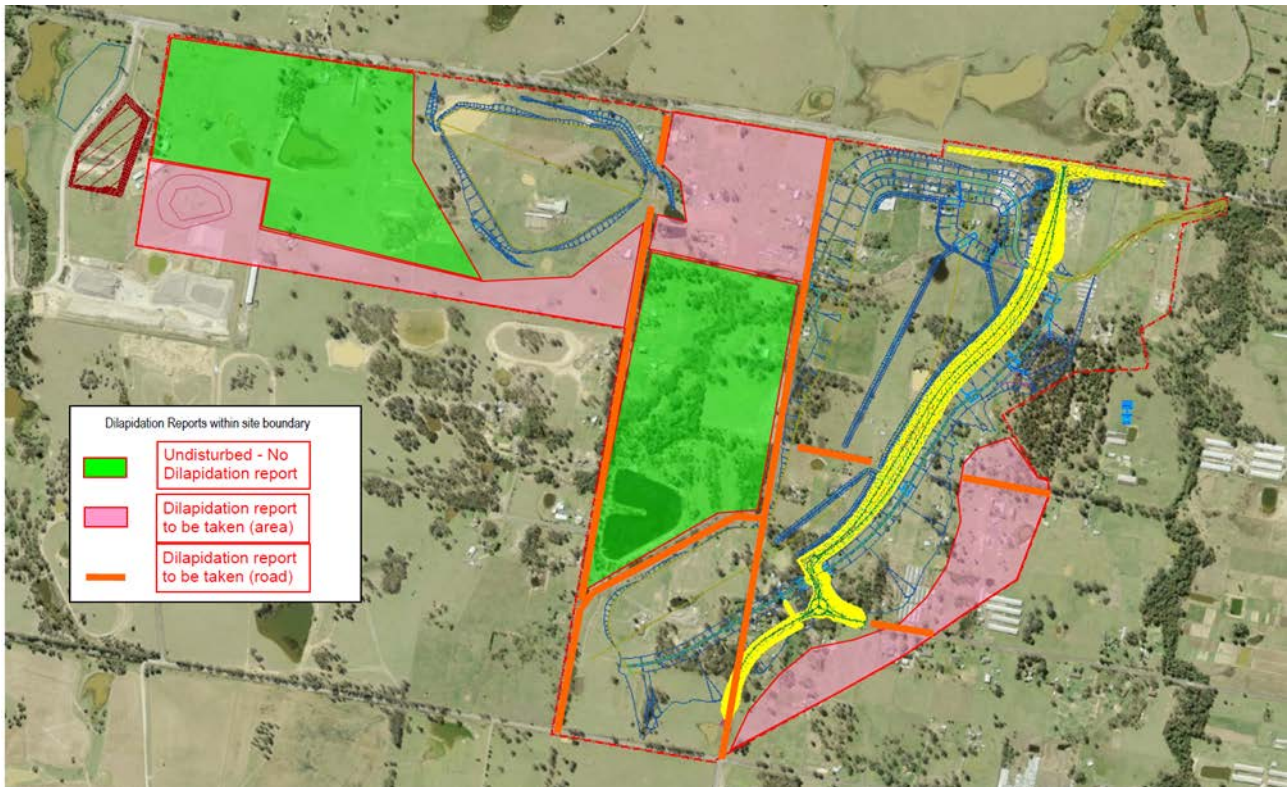 Dilapidation Reports within site boundary
Undisturbed - No
Dilapidation report
Dilapidation report
to be taken (area)
Dilapidation report
to be taken (road)